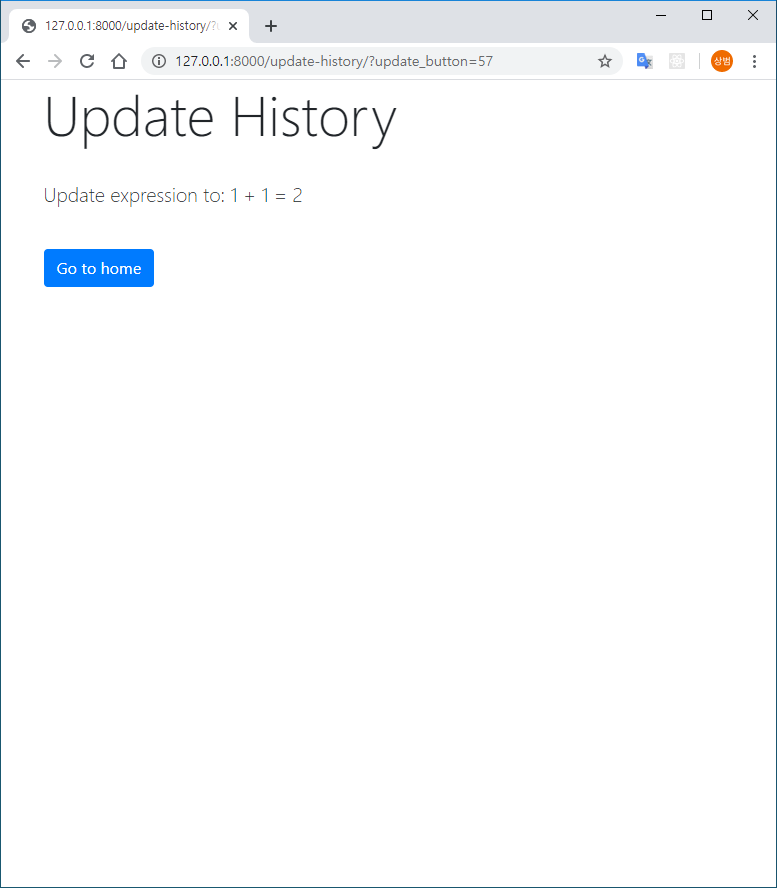 127.0.0.1:8000/update-history/?u
127.0.0.1:8000/update-history/?update_button=57
상범
Update History
Update expression to: 1 + 1 = 2
Go to home